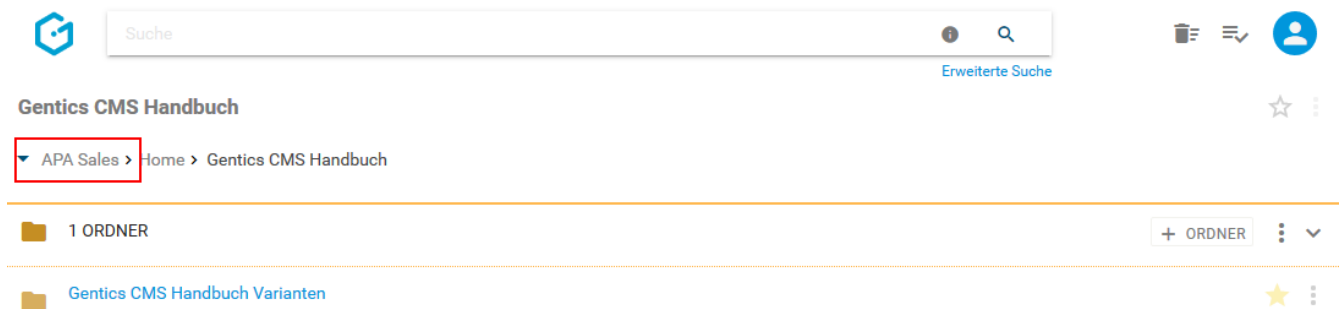 Suche
Erweiterte Suche
Gentics CMS Handbuch
APA Sales > Home > Gentics CMS Handbuch
1 ORDNER + ORDNER
Gentics CMS Handbuch Varianten